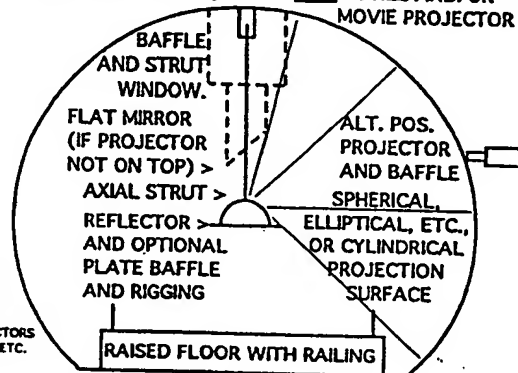 MOVIE PROJECTOR
BAFFLE
AND STRUT
WINDOW.
FLAT MIRROR
(IF PROJECTOR
NOT ON TOP) >
AXIAL STRUT >
REFLECTOR >
AND OPTIONAL
PLATE BAFFLE
AND RIGGING
ALT. POS.
PROJECTOR
AND BAFFLE
SPHERICAL,
ELLIPTICAL, ETC.,
OR CYLINDRICAL
PROJECTION
SURFACE
CTORS
ETC.
RAISED FLOOR WITH RAILING